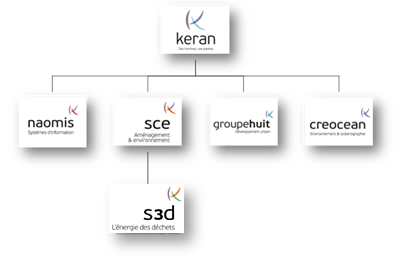 keran
Des hommes, une planète
naomis
Systèmes d'information
sce
Aménagement
& environnement
groupehuit
Développement urbain
creocean
Environnement & océanographie
s3d
L'énergie des déchets